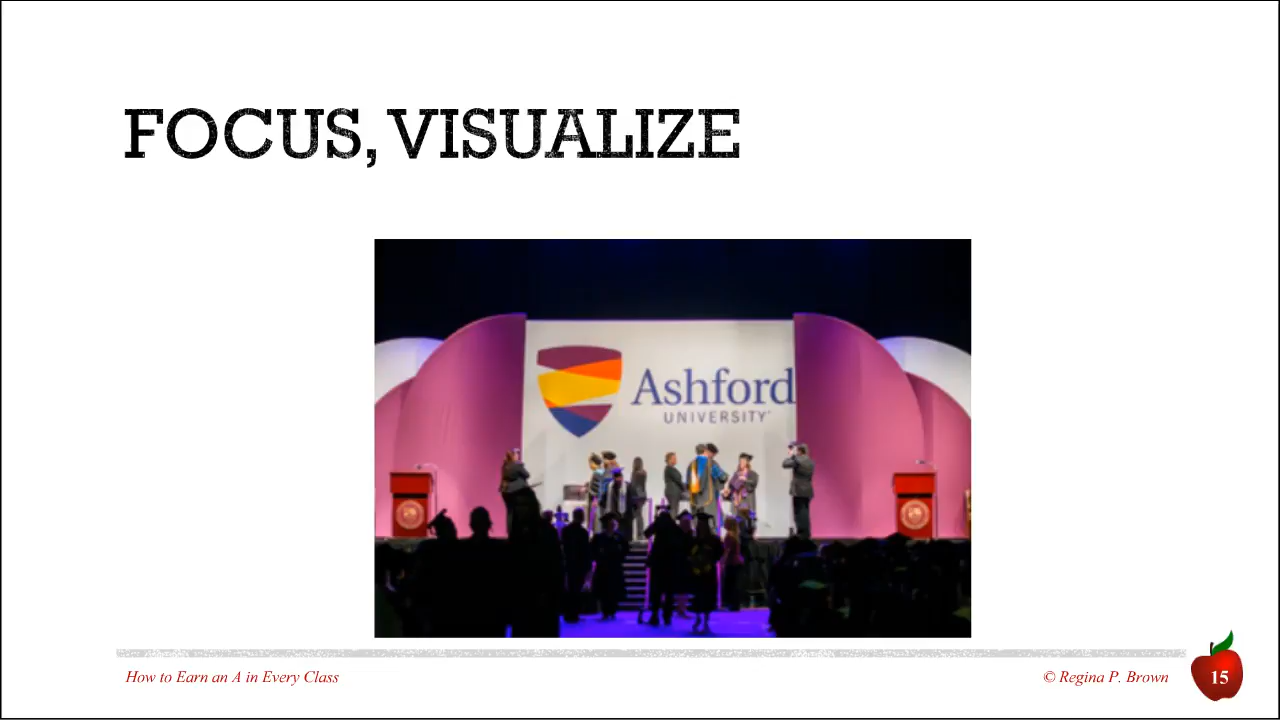 FOCUS, VISUALIZE
Ashford
UNIVERSITY
How to Earn an A in Every Class
© Regina P. Brown
15